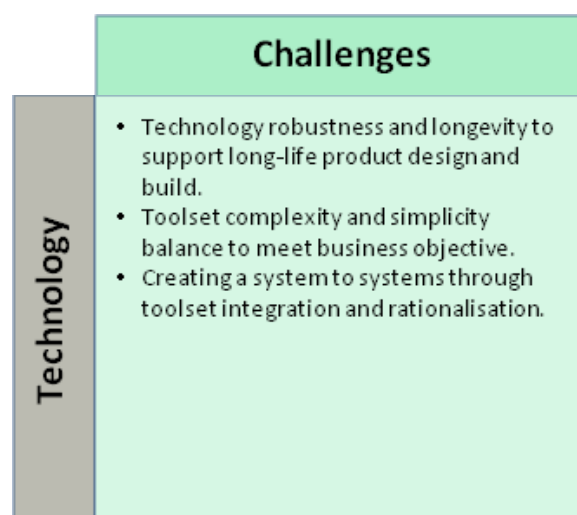 Challenges
Technology
• Technology robustness and longevity to
support long-life product design and
build.
• Toolset complexity and simplicity
balance to meet business objective.
• Creating a system to systems through
toolset integration and rationalisation.